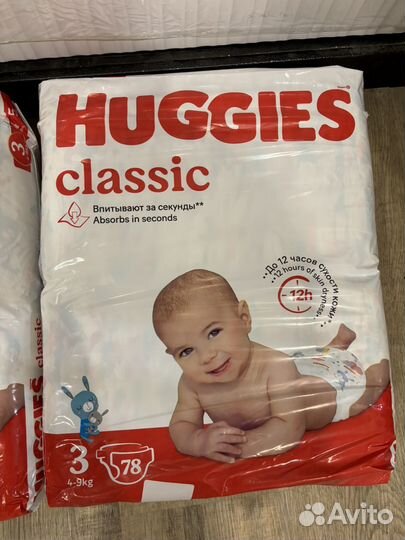 HUGGIES
classic
Впитывают за секунды**
Absorbs in seconds
**До 12 часов сухости кожи*
**12 hours of skin dryness*
12h
3
4-9kg
78
3
HUGGIES
classic
Avito